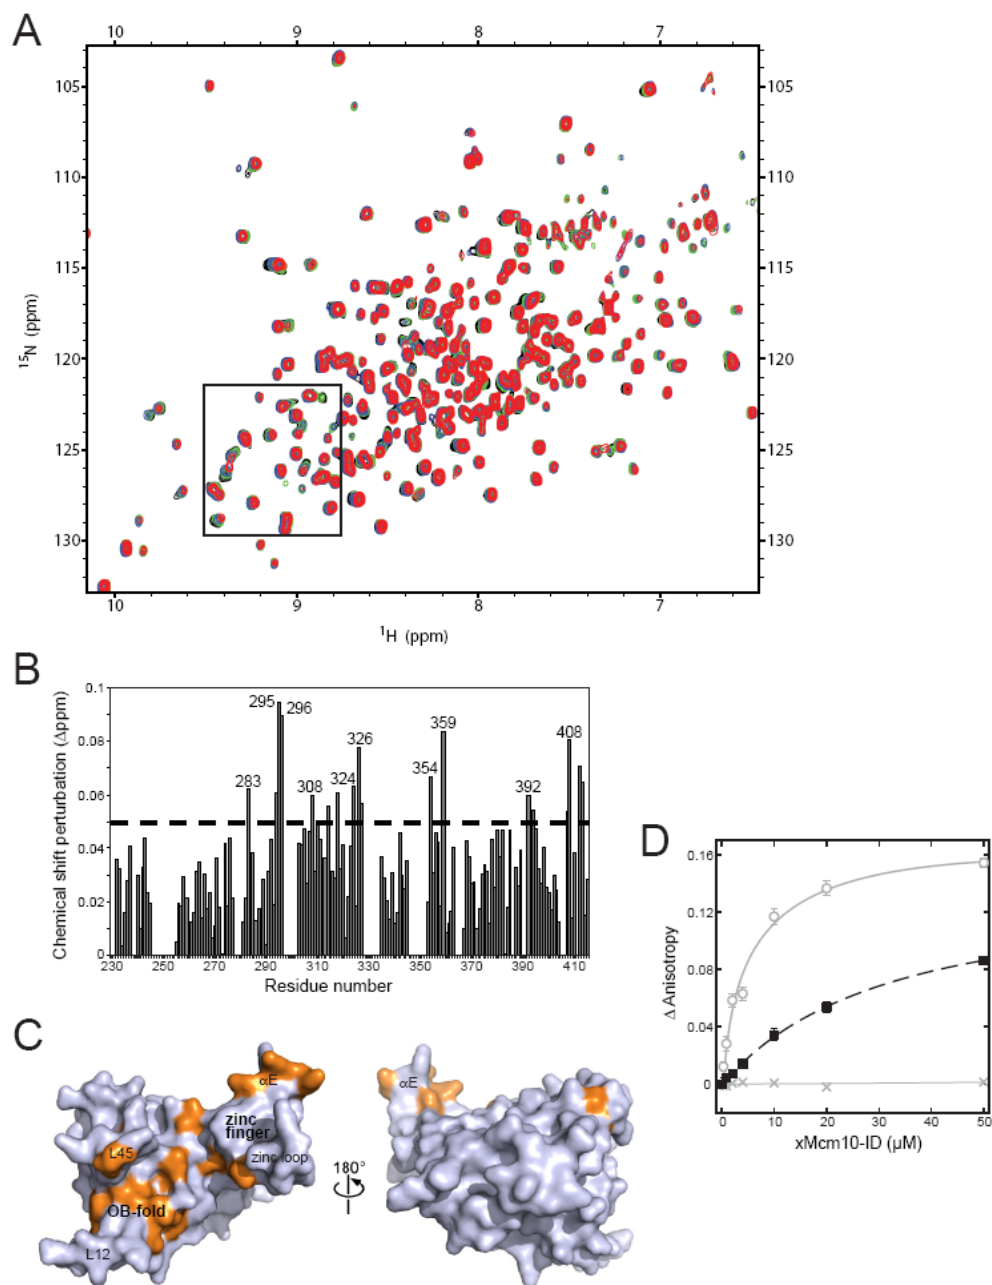 A
10 9 8 7
105 105
110 110
115 115
120 120
125 125
130 130
15N (ppm)
10 9 8 7
1H (ppm)
B
Chemical shift perturbation (Δppm)
0.1
0.08
0.06
0.04
0.02
0
283
295
296
308
324
326
354
359
392
408
230 250 270 290 310 330 350 370 390 410
Residue number
C
αE
zinc
finger
L45
zinc loop
OB-fold
L12
180°
αE
D
Δ Anisotropy
0.16
0.12
0.08
0.04
0
0 10 20 30 40 50
xMcm10-ID (μM)